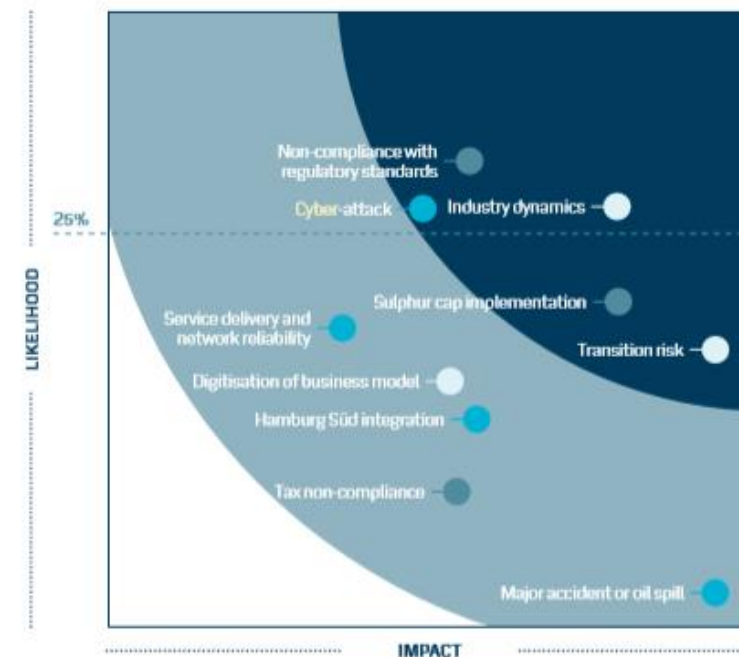 Non-compliance with
regulatory standards
Cyber-attack
Industry dynamics
25%
LIKELIHOOD
Sulphur cap implementation
Service delivery and
network reliability
Transition risk
Digitisation of business model
Hamburg Süd integration
Tax non-compliance
Major accident or oil spill
IMPACT